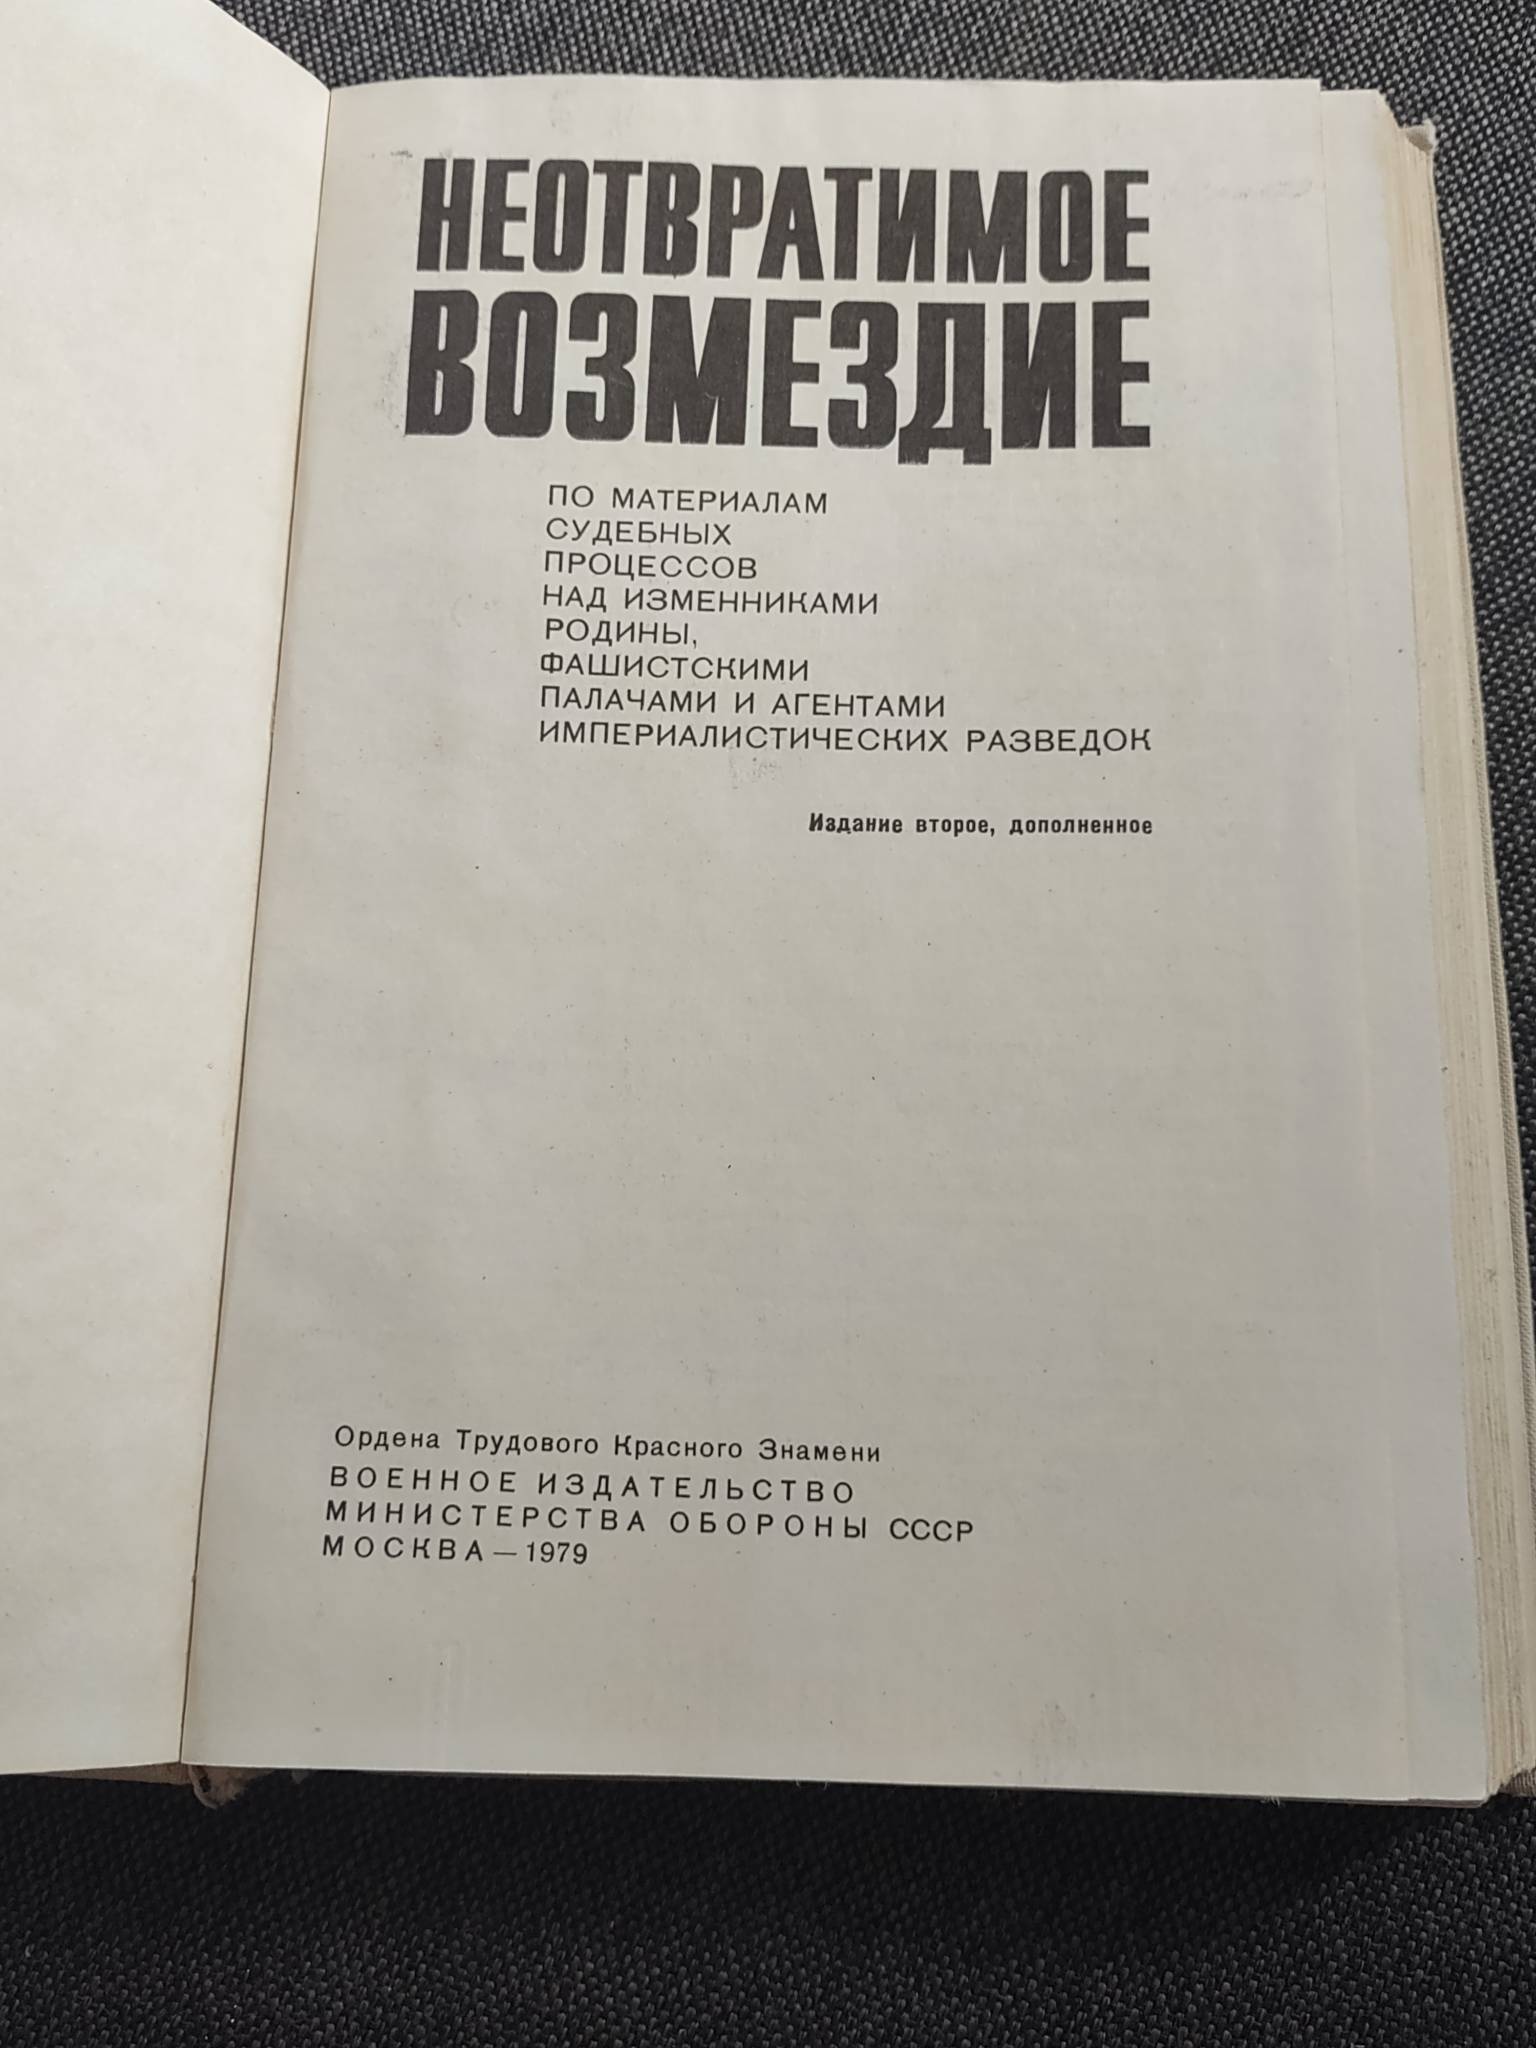 НЕОТВРАТИМОЕ
ВОЗМЕЗДИЕ
ПО МАТЕРИАЛАМ
СУДЕБНЫХ
ПРОЦЕССОВ
НАД ИЗМЕННИКАМИ
РОДИНЫ,
ФАШИСТСКИМИ
ПАЛАЧАМИ И АГЕНТАМИ
ИМПЕРИАЛИСТИЧЕСКИХ РАЗВЕДОК
Издание второе, дополненное
Ордена Трудового Красного Знамени
ВОЕННОЕ ИЗДАТЕЛЬСТВО
МИНИСТЕРСТВА ОБОРОНЫ СССР
МОСКВА — 1979